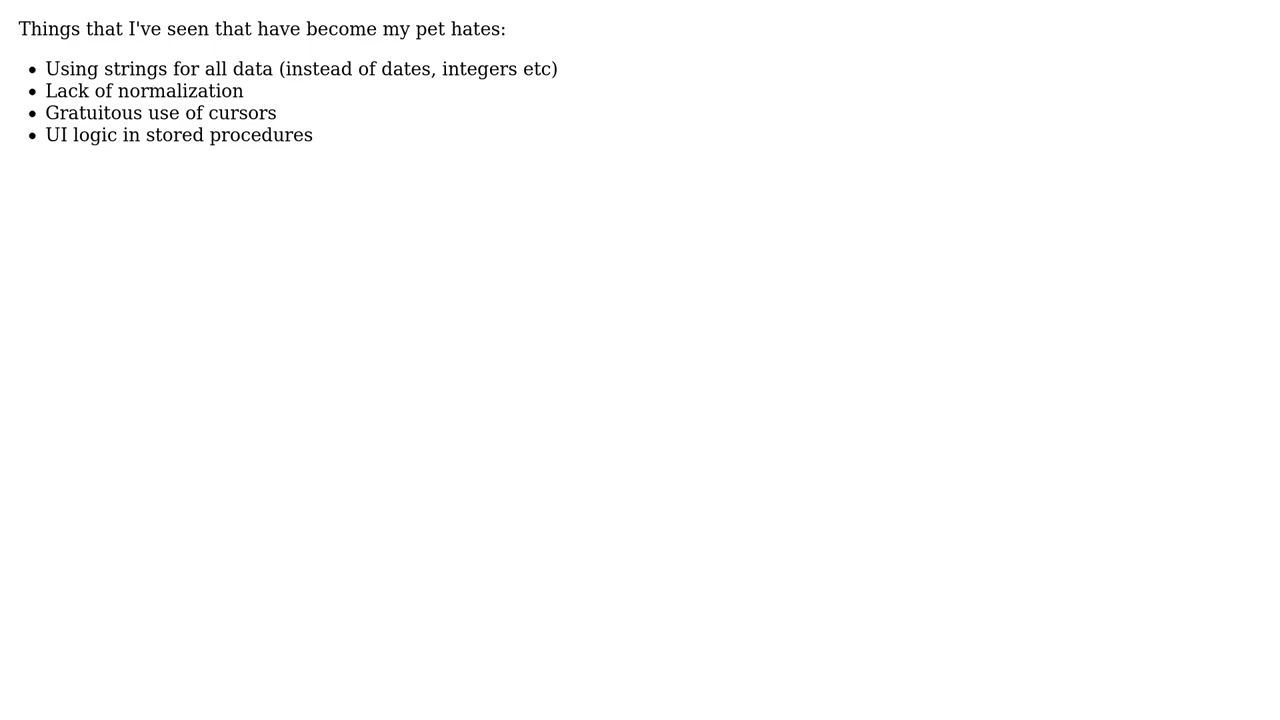 Things that I've seen that have become my pet hates:
• Using strings for all data (instead of dates, integers etc)
• Lack of normalization
• Gratuitous use of cursors
• UI logic in stored procedures